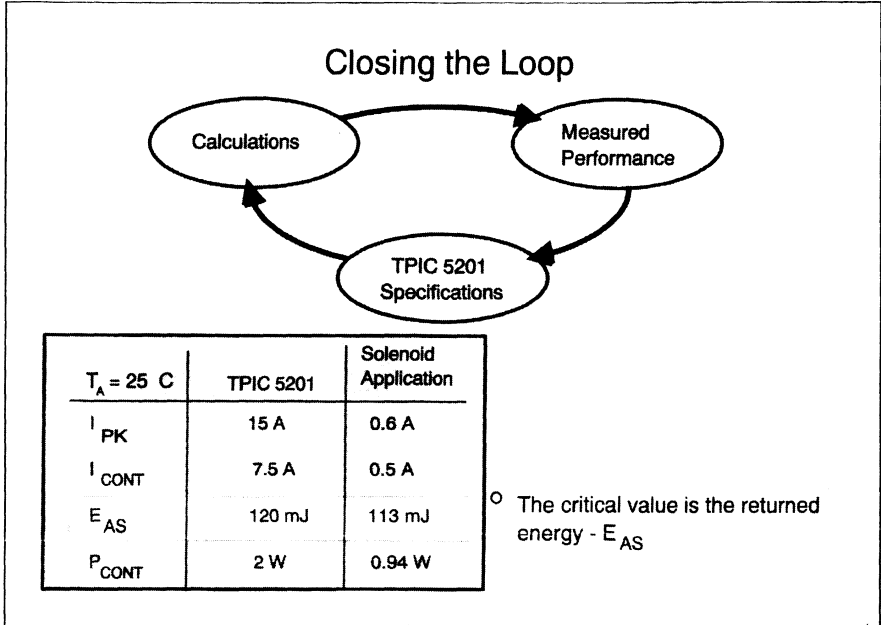 Closing the Loop
Calculations
Measured
Performance
TPIC 5201
Specifications
T_A = 25 C | TPIC 5201 | Solenoid Application
I_PK | 15 A | 0.6 A
I_CONT | 7.5 A | 0.5 A
E_AS | 120 mJ | 113 mJ
P_CONT | 2 W | 0.94 W
o The critical value is the returned
energy - E_AS